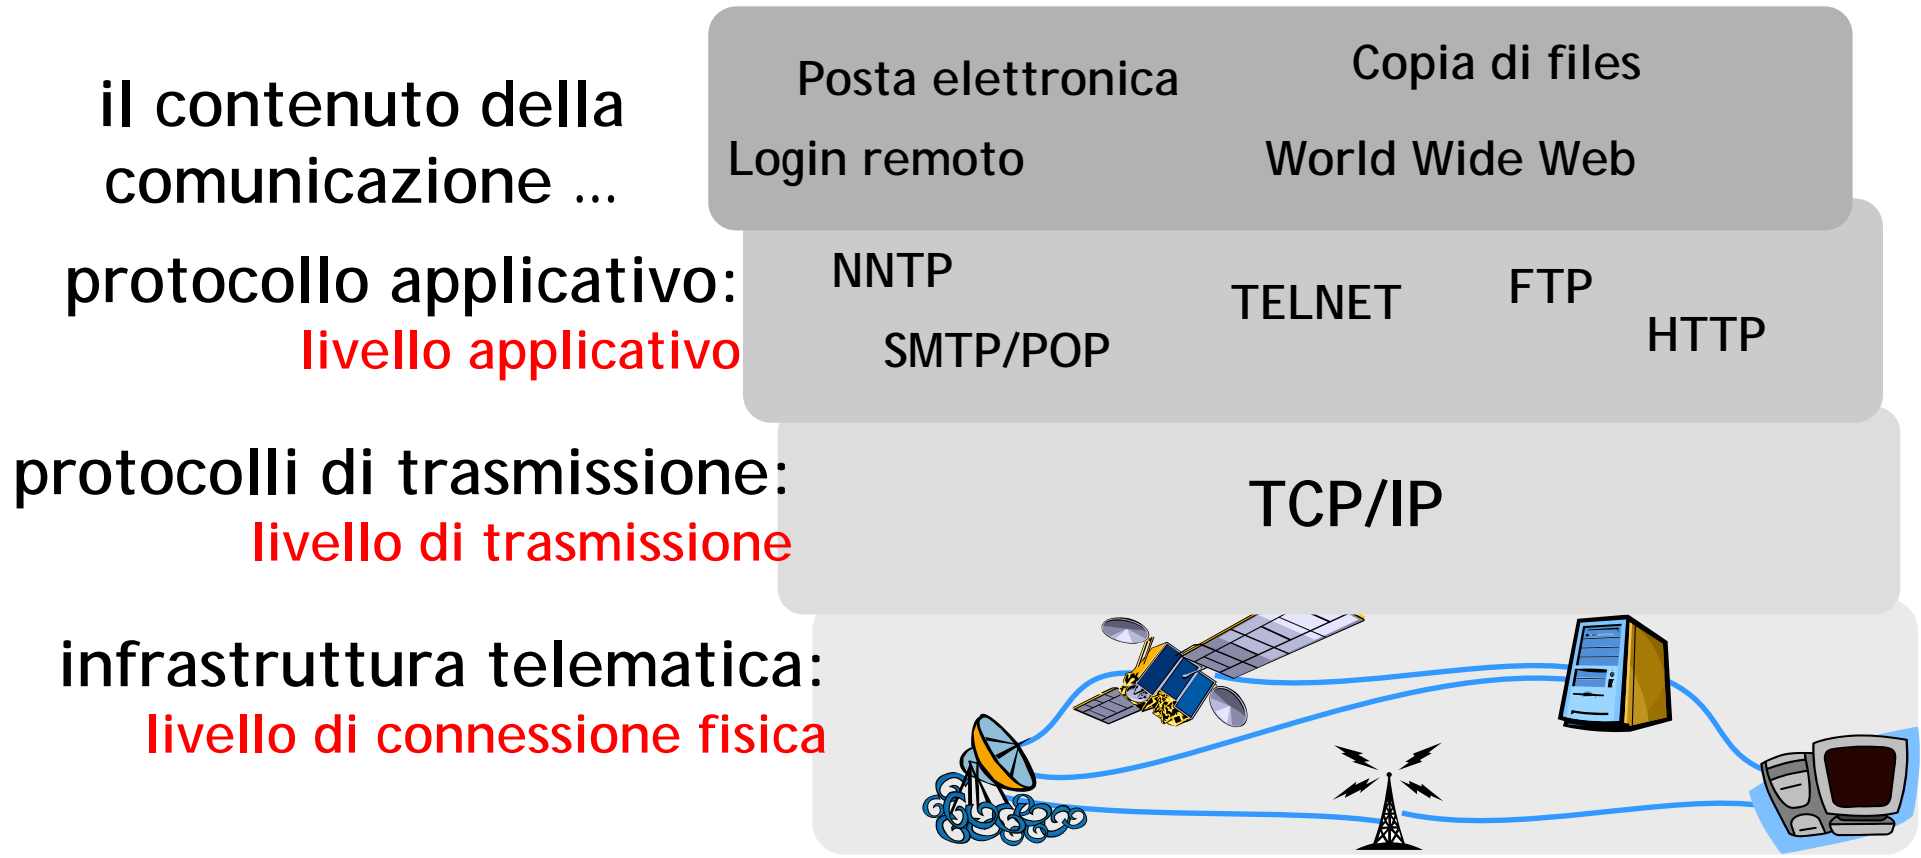 il contenuto della
comunicazione ...
Posta elettronica
Copia di files
Login remoto
World Wide Web
protocollo applicativo:
livello applicativo
NNTP
TELNET
FTP
HTTP
SMTP/POP
protocolli di trasmissione:
livello di trasmissione
TCP/IP
infrastruttura telematica:
livello di connessione fisica